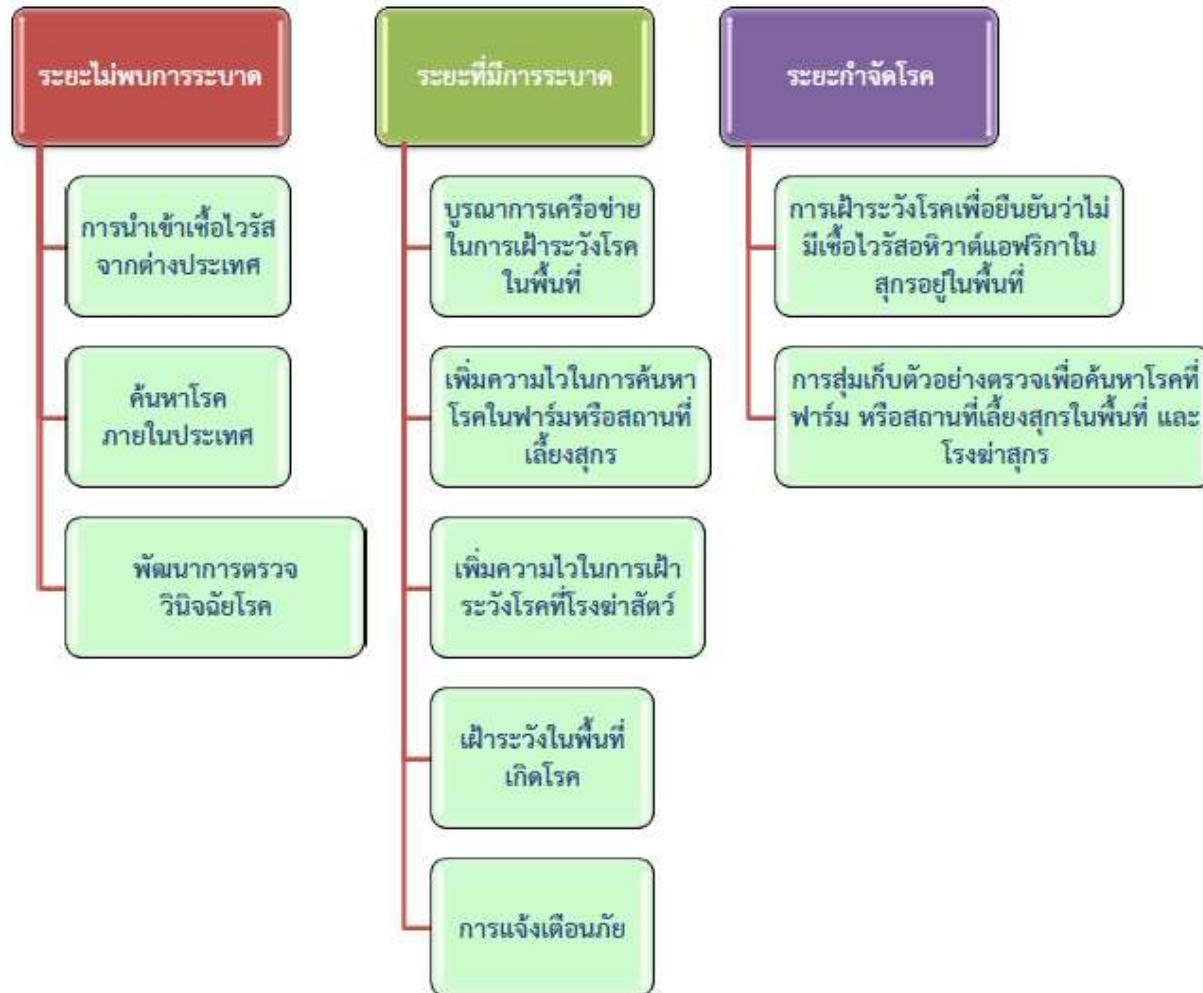 ระยะไม่พบการระบาด
การนำเข้าเชื้อไวรัส
จากต่างประเทศ
ค้นหาโรค
ภายในประเทศ
พัฒนาการตรวจ
วินิจฉัยโรค
ระยะที่มีการระบาด
บูรณาการเครือข่าย
ในการเฝ้าระวังโรค
ในพื้นที่
เพิ่มความไวในการค้นหา
โรคในฟาร์มหรือสถานที่
เลี้ยงสุกร
เพิ่มความไวในการเฝ้า
ระวังโรคที่โรงฆ่าสัตว์
เฝ้าระวังในพื้นที่
เกิดโรค
การแจ้งเตือนภัย
ระยะกำจัดโรค
การเฝ้าระวังโรคเพื่อยืนยันว่าไม่
มีเชื้อไวรัสอหิวาต์แอฟริกาใน
สุกรอยู่ในพื้นที่
การสุ่มเก็บตัวอย่างตรวจเพื่อค้นหาโรคที่
ฟาร์ม หรือสถานที่เลี้ยงสุกรในพื้นที่ และ
โรงฆ่าสุกร